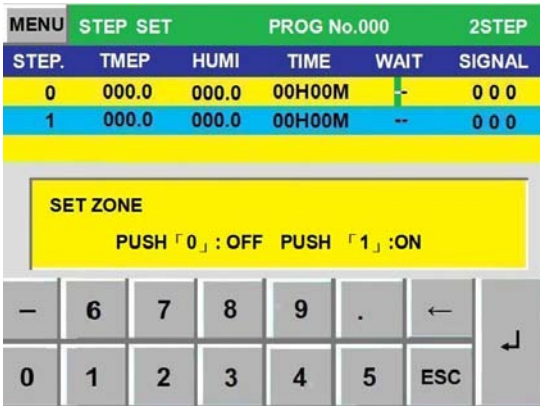 MENU STEP SET PROG No.000 2STEP
STEP. TMEP HUMI TIME WAIT SIGNAL
0 000.0 000.0 00H00M -- 0 0 0
1 000.0 000.0 00H00M -- 0 0 0
SET ZONE
PUSH「0」: OFF PUSH 「1」:ON
– 6 7 8 9 . ← ↵
0 1 2 3 4 5 ESC